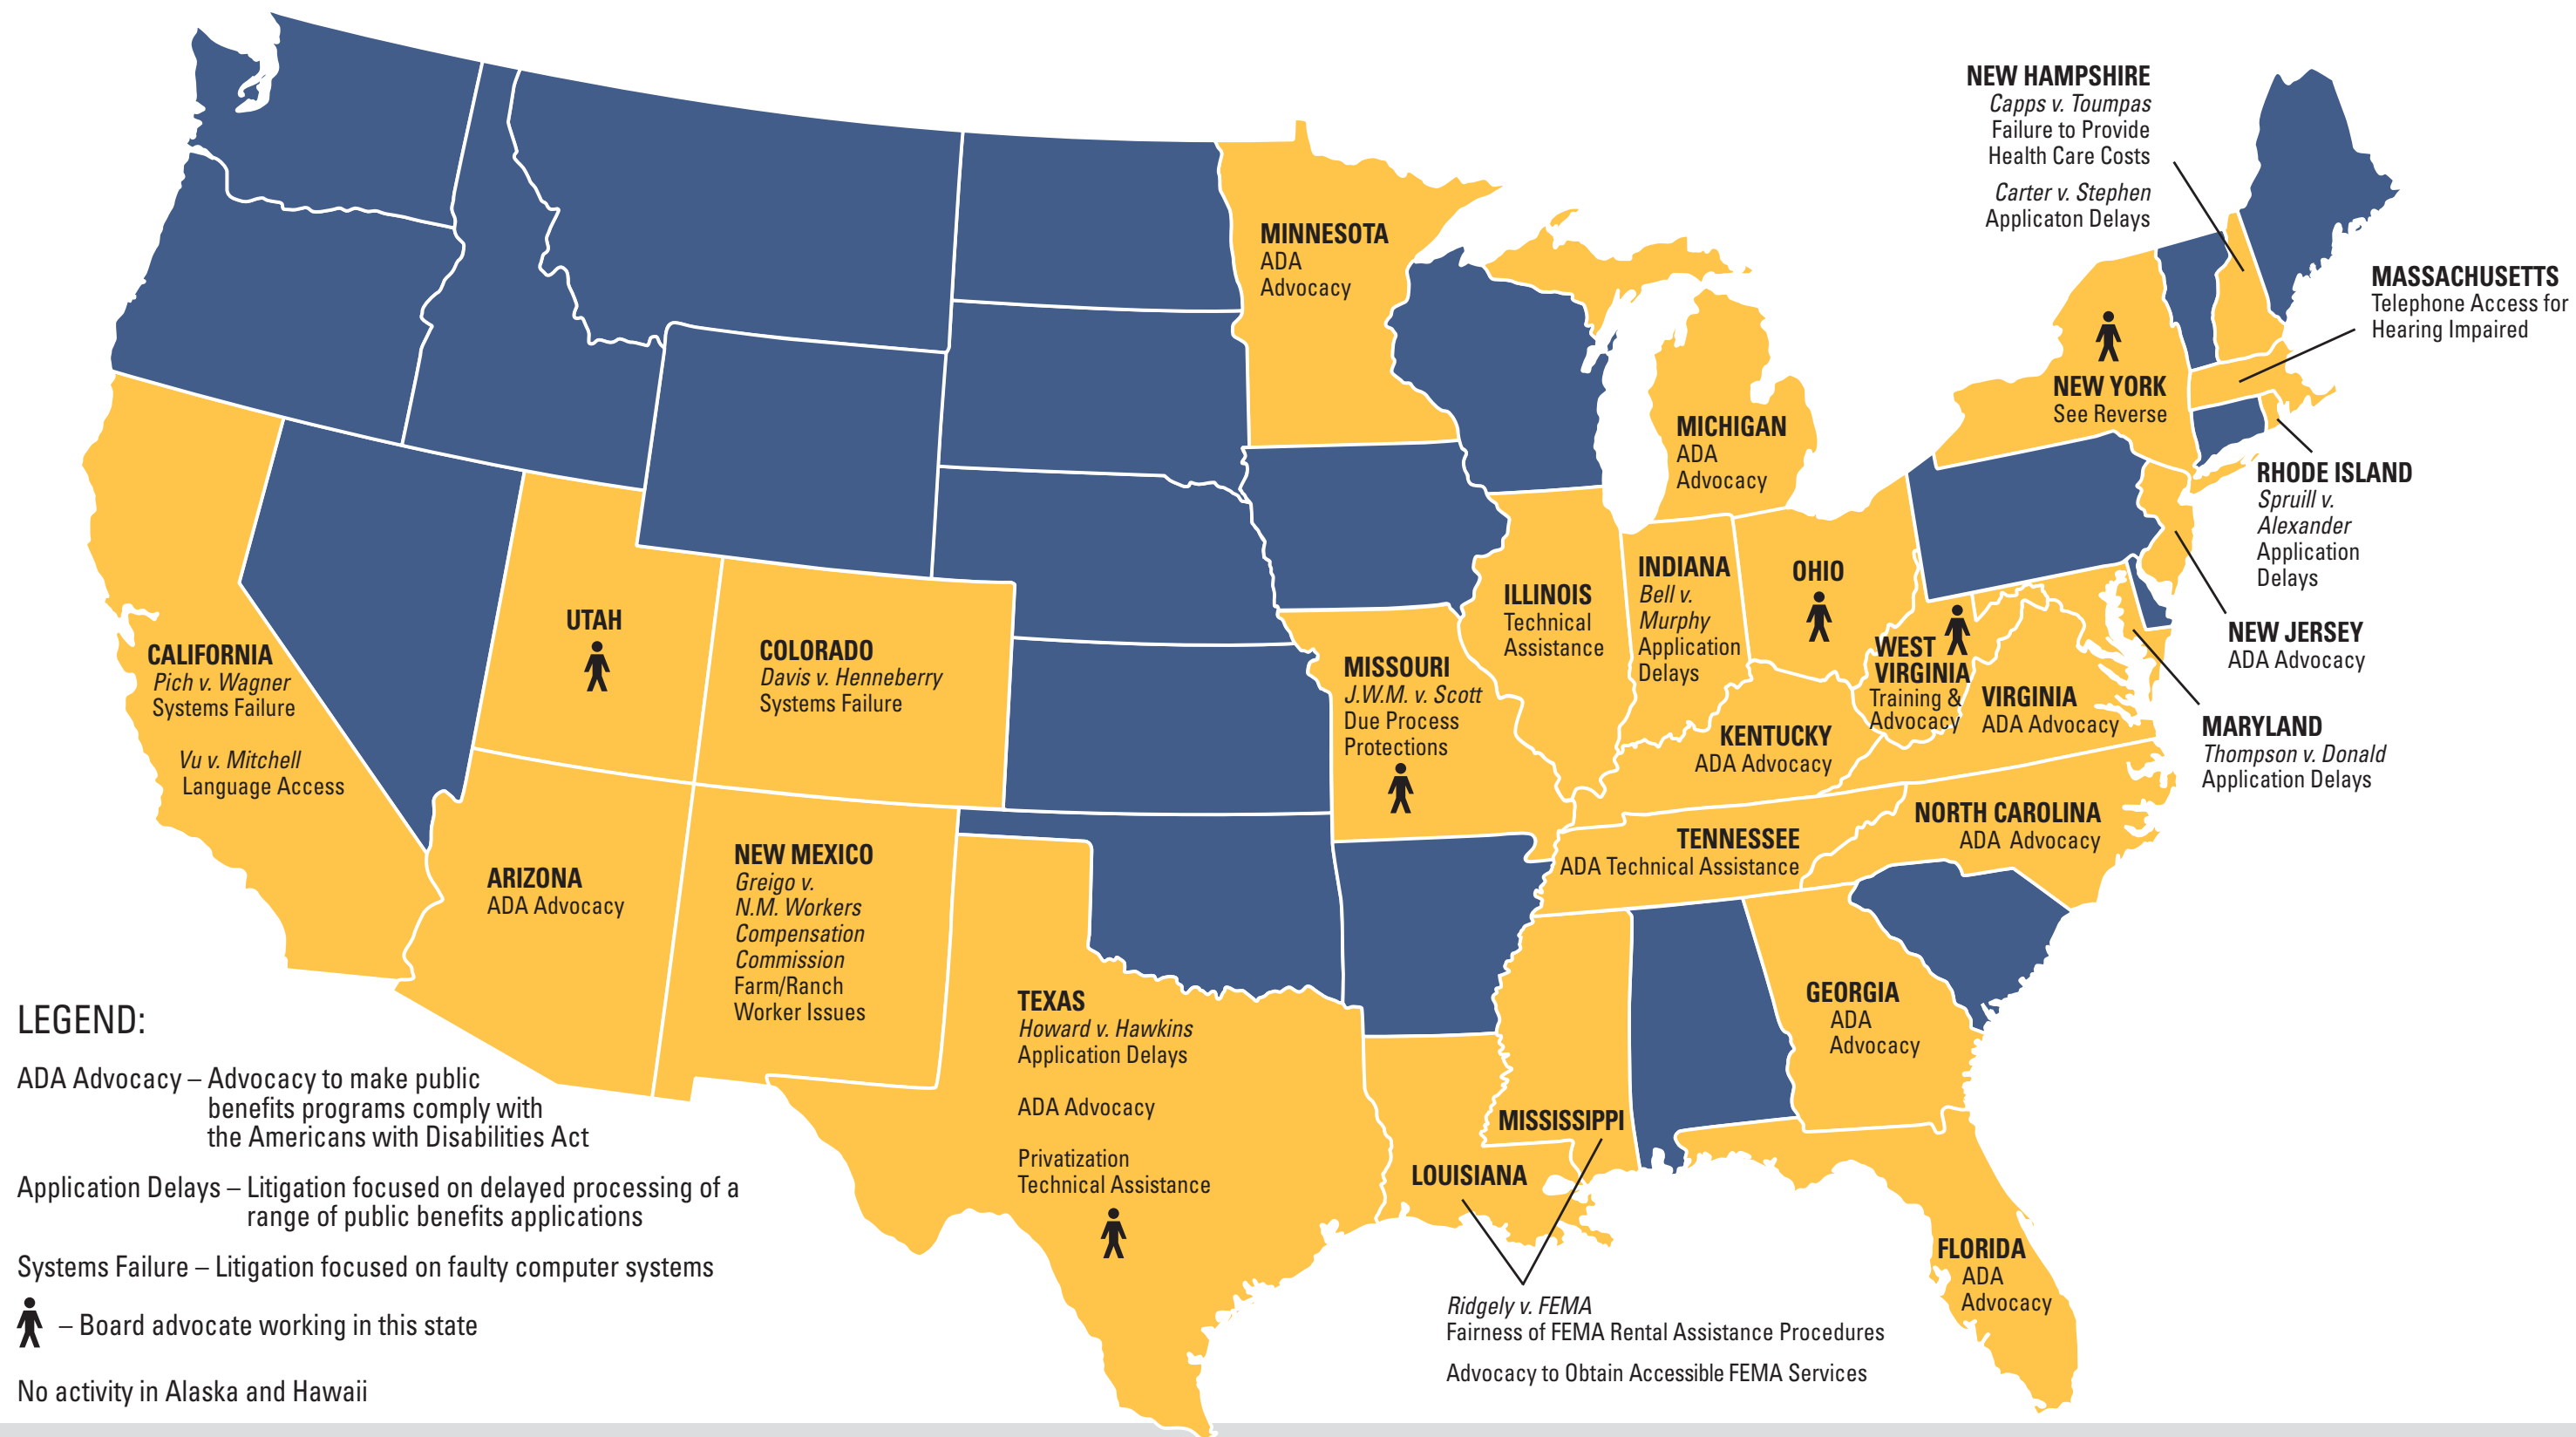 NEW HAMPSHIRE
Capps v. Toumpas
Failure to Provide
Health Care Costs
Carter v. Stephen
Applicaton Delays
MASSACHUSETTS
Telephone Access for
Hearing Impaired
NEW YORK
See Reverse
RHODE ISLAND
Spruill v.
Alexander
Application
Delays
NEW JERSEY
ADA Advocacy
MARYLAND
Thompson v. Donald
Application Delays
MINNESOTA
ADA
Advocacy
MICHIGAN
ADA
Advocacy
ILLINOIS
Technical
Assistance
INDIANA
Bell v.
Murphy
Application
Delays
OHIO
WEST
VIRGINIA
Training &
Advocacy
VIRGINIA
ADA Advocacy
KENTUCKY
ADA Advocacy
TENNESSEE
ADA Technical Assistance
NORTH CAROLINA
ADA Advocacy
MISSOURI
J.W.M. v. Scott
Due Process
Protections
UTAH
COLORADO
Davis v. Henneberry
Systems Failure
CALIFORNIA
Pich v. Wagner
Systems Failure
Vu v. Mitchell
Language Access
ARIZONA
ADA Advocacy
NEW MEXICO
Greigo v.
N.M. Workers
Compensation
Commission
Farm/Ranch
Worker Issues
TEXAS
Howard v. Hawkins
Application Delays
ADA Advocacy
Privatization
Technical Assistance
GEORGIA
ADA
Advocacy
MISSISSIPPI
LOUISIANA
Ridgely v. FEMA
Fairness of FEMA Rental Assistance Procedures
Advocacy to Obtain Accessible FEMA Services
FLORIDA
ADA
Advocacy
LEGEND:
ADA Advocacy – Advocacy to make public
benefits programs comply with
the Americans with Disabilities Act
Application Delays – Litigation focused on delayed processing of a
range of public benefits applications
Systems Failure – Litigation focused on faulty computer systems
– Board advocate working in this state
No activity in Alaska and Hawaii